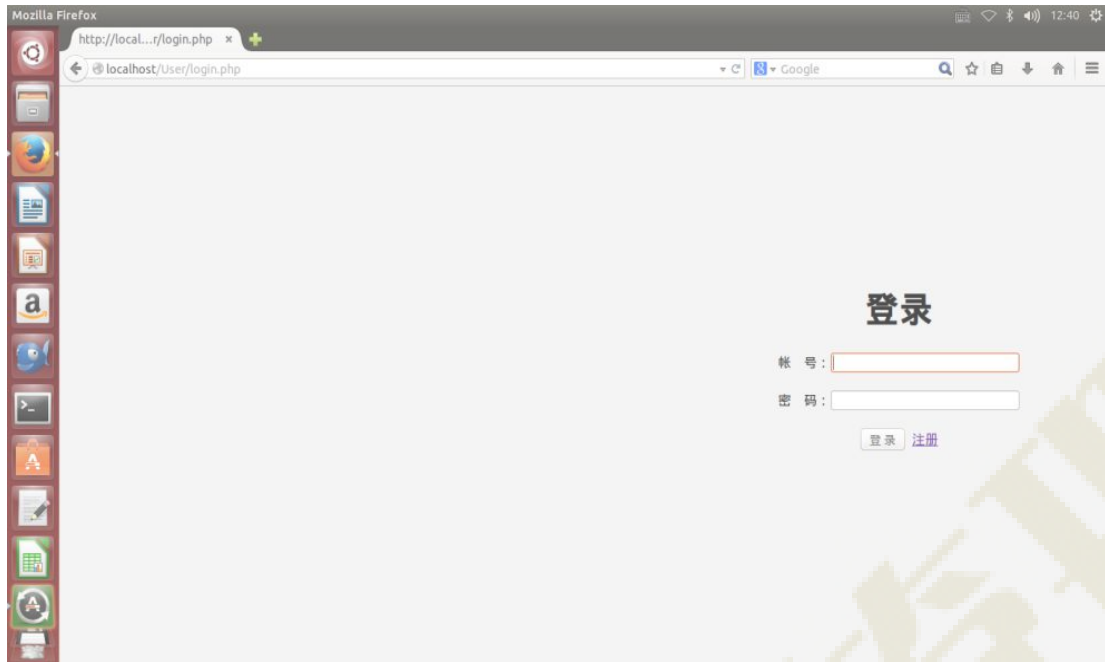 Mozilla Firefox 12:40
http://local...r/login.php
localhost/User/login.php Google
登录
帐 号:
密 码:
登录 注册